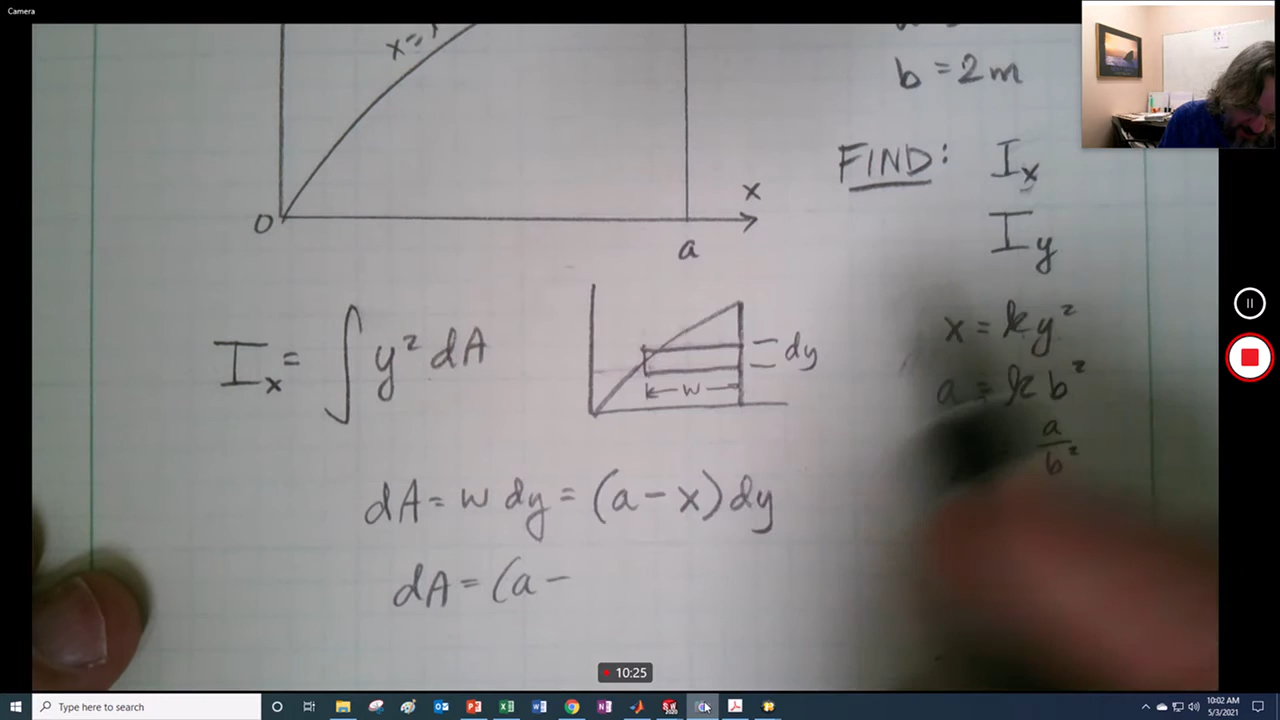 Camera
x=
b = 2m
FIND: Ix
Iy
x
0
a
x = ky²
a = kb²
a
b²
Ix = ∫ y² dA
dy
w
dA = w dy = (a - x) dy
dA = (a -
10:25
Type here to search
10:02 AM
5/3/2021